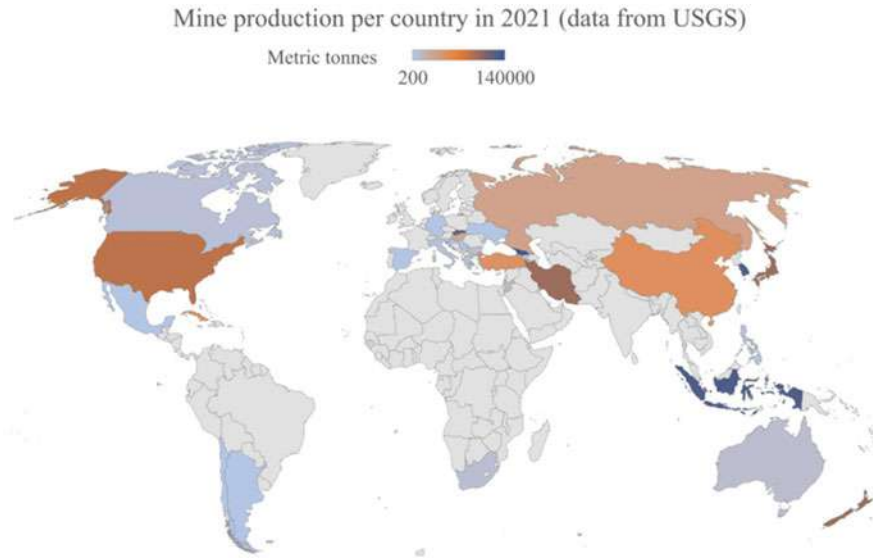 Mine production per country in 2021 (data from USGS)
Metric tonnes
200 140000